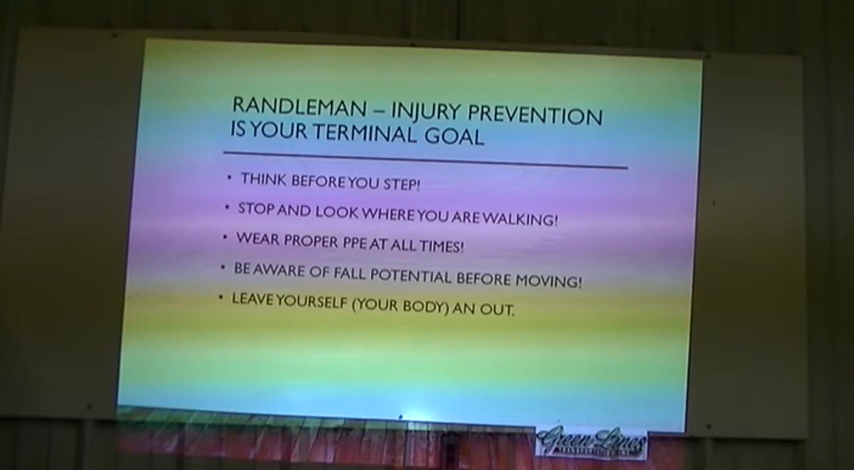 RANDLEMAN – INJURY PREVENTION
IS YOUR TERMINAL GOAL
• THINK BEFORE YOU STEP!
• STOP AND LOOK WHERE YOU ARE WALKING!
• WEAR PROPER PPE AT ALL TIMES!
• BE AWARE OF FALL POTENTIAL BEFORE MOVING!
• LEAVE YOURSELF (YOUR BODY) AN OUT.
Green Lines
TRANSPORTATION INC.